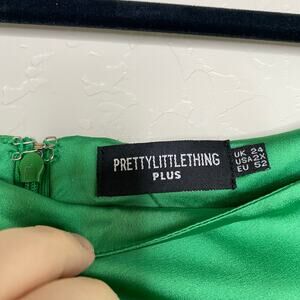 PRETTYLITTLETHING
PLUS
UK 24
USA 2X
EU 52